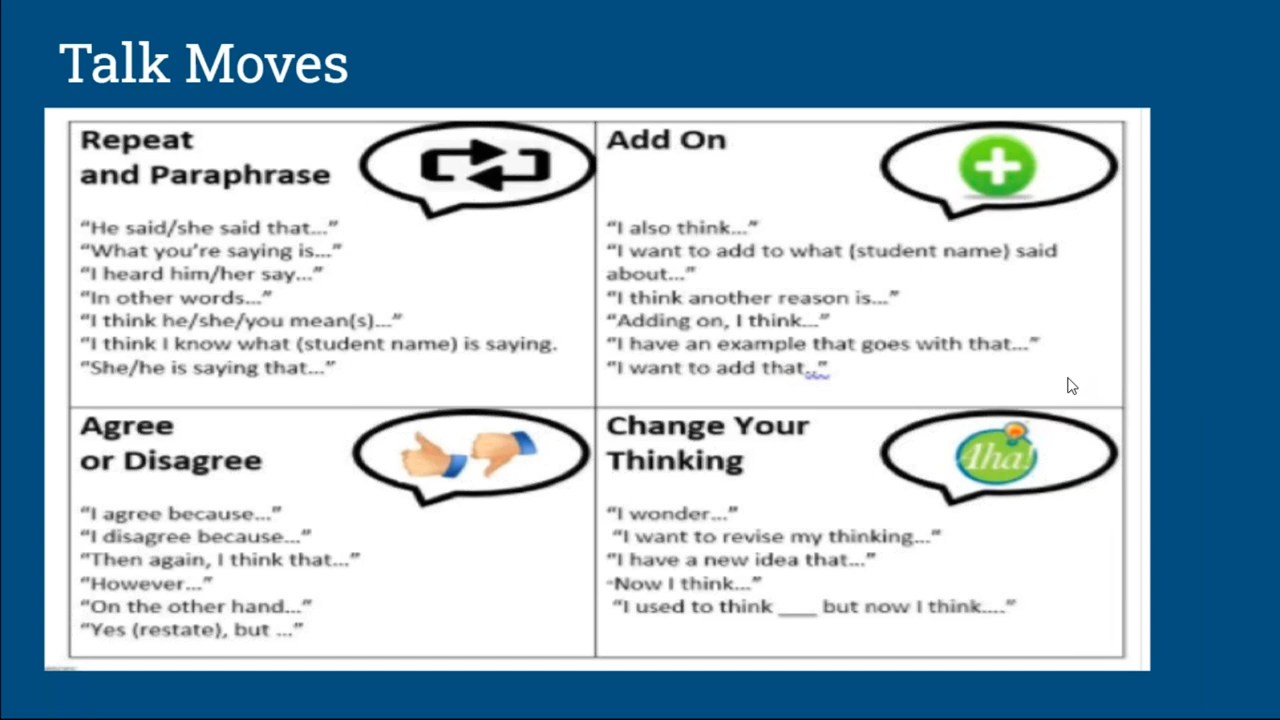 Talk Moves
Repeat
and Paraphrase
“He said/she said that...”
“What you’re saying is...”
“I heard him/her say...”
“In other words...”
“I think he/she/you mean(s)...”
“I think I know what (student name) is saying.
“She/he is saying that...”
Add On
“I also think...”
“I want to add to what (student name) said
about...”
“I think another reason is...”
“Adding on, I think...”
“I have an example that goes with that...”
“I want to add that..”
Agree
or Disagree
“I agree because...”
“I disagree because...”
“Then again, I think that...”
“However...”
“On the other hand...”
“Yes (restate), but ...”
Change Your
Thinking
Aha!
“I wonder...”
“I want to revise my thinking...”
“I have a new idea that...”
“Now I think...”
“I used to think ___ but now I think....”